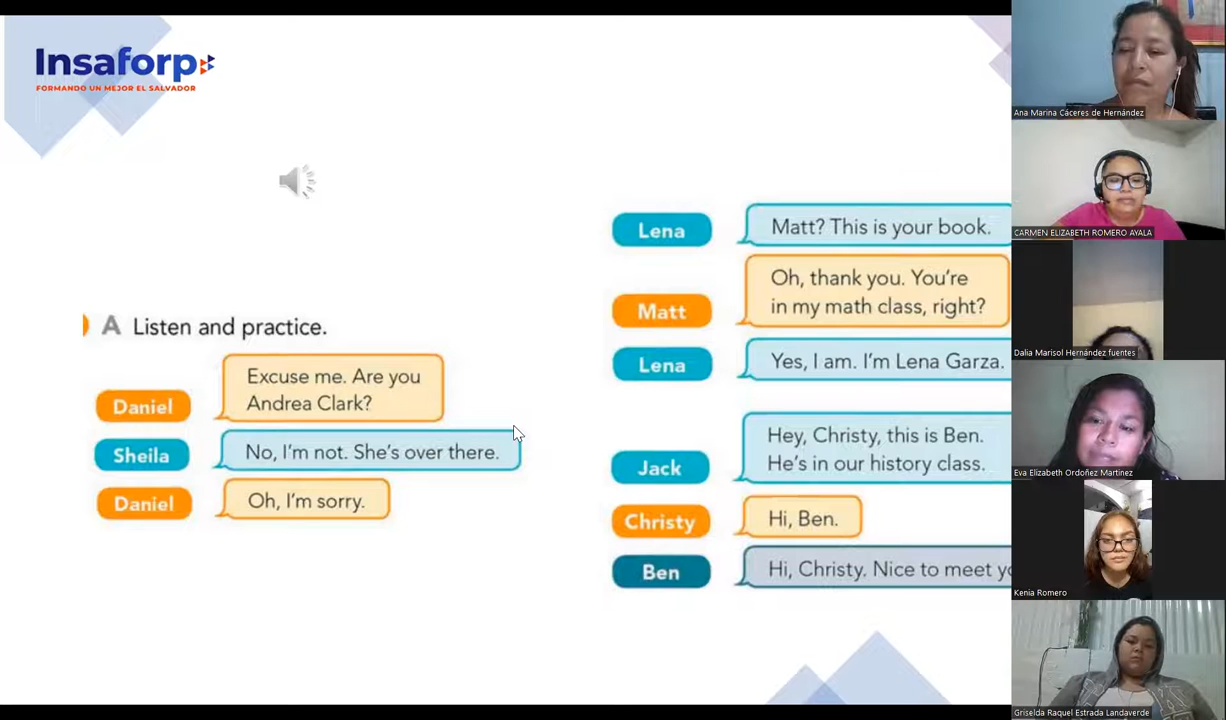 Insaforp
FORMANDO UN MEJOR EL SALVADOR
A Listen and practice.
Daniel
Excuse me. Are you
Andrea Clark?
Sheila
No, I'm not. She's over there.
Daniel
Oh, I'm sorry.
Lena
Matt? This is your book.
Matt
Oh, thank you. You're
in my math class, right?
Lena
Yes, I am. I'm Lena Garza.
Jack
Hey, Christy, this is Ben.
He's in our history class.
Christy
Hi, Ben.
Ben
Hi, Christy. Nice to meet yo
Ana Marina Cáceres de Hernández
CARMEN ELIZABETH ROMERO AYALA
Dalia Marisol Hernández fuentes
Eva Elizabeth Ordoñez Martinez
Kenia Romero
Griselda Raquel Estrada Landaverde